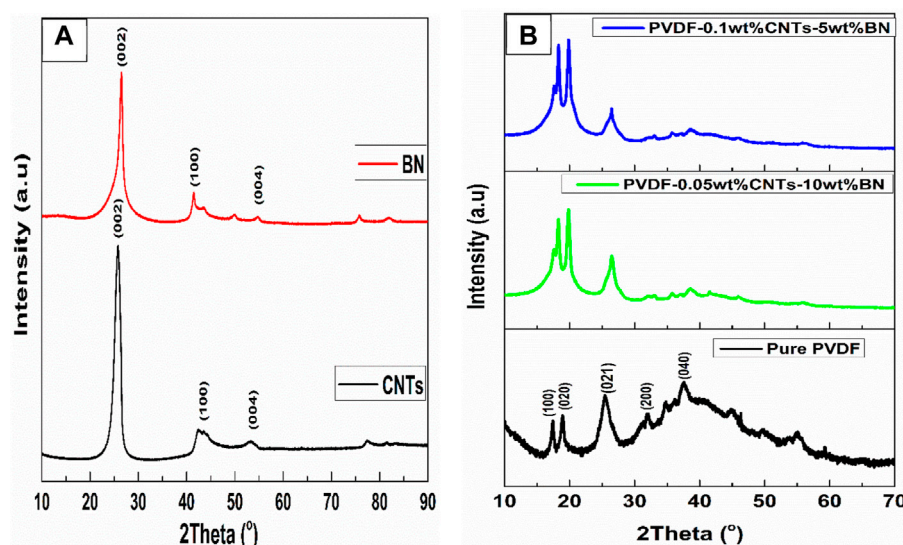 A
(002)
BN
(100)
(004)
(002)
CNTs
(100)
(004)
Intensity (a.u)
10 20 30 40 50 60 70 80 90
2Theta (°)
B
PVDF-0.1wt%CNTs-5wt%BN
PVDF-0.05wt%CNTs-10wt%BN
Pure PVDF
(100)
(020)
(021)
(200)
(040)
Intensity (a.u)
10 20 30 40 50 60 70
2Theta (°)